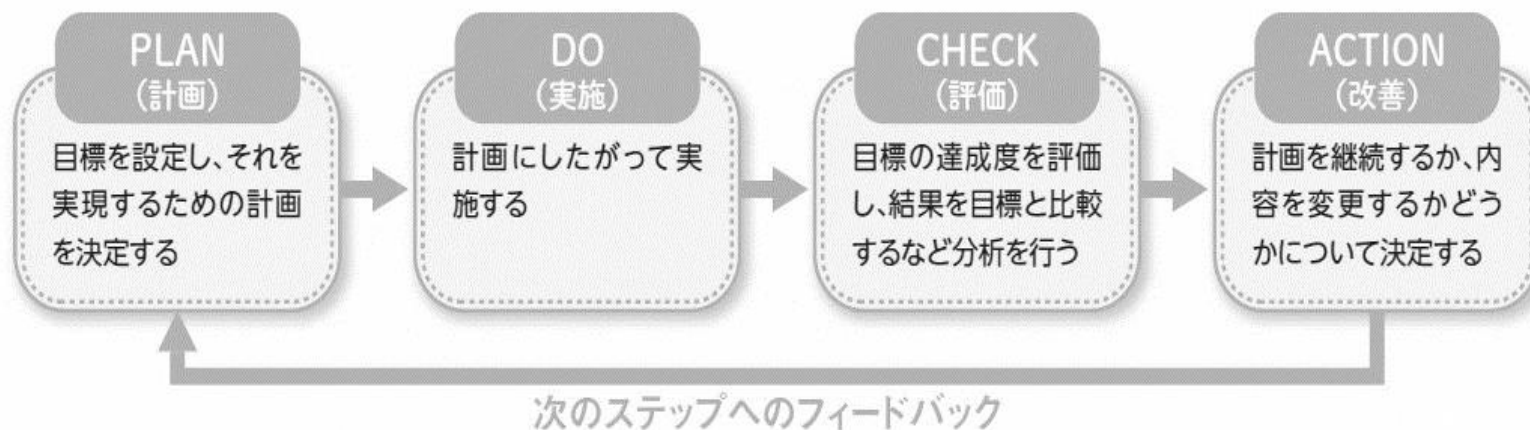 PLAN
(計画)
目標を設定し、それを
実現するための計画
を決定する
DO
(実施)
計画にしたがって実
施する
CHECK
(評価)
目標の達成度を評価
し、結果を目標と比較
するなど分析を行う
ACTION
(改善)
計画を継続するか、内
容を変更するかどう
かについて決定する
次のステップへのフィードバック